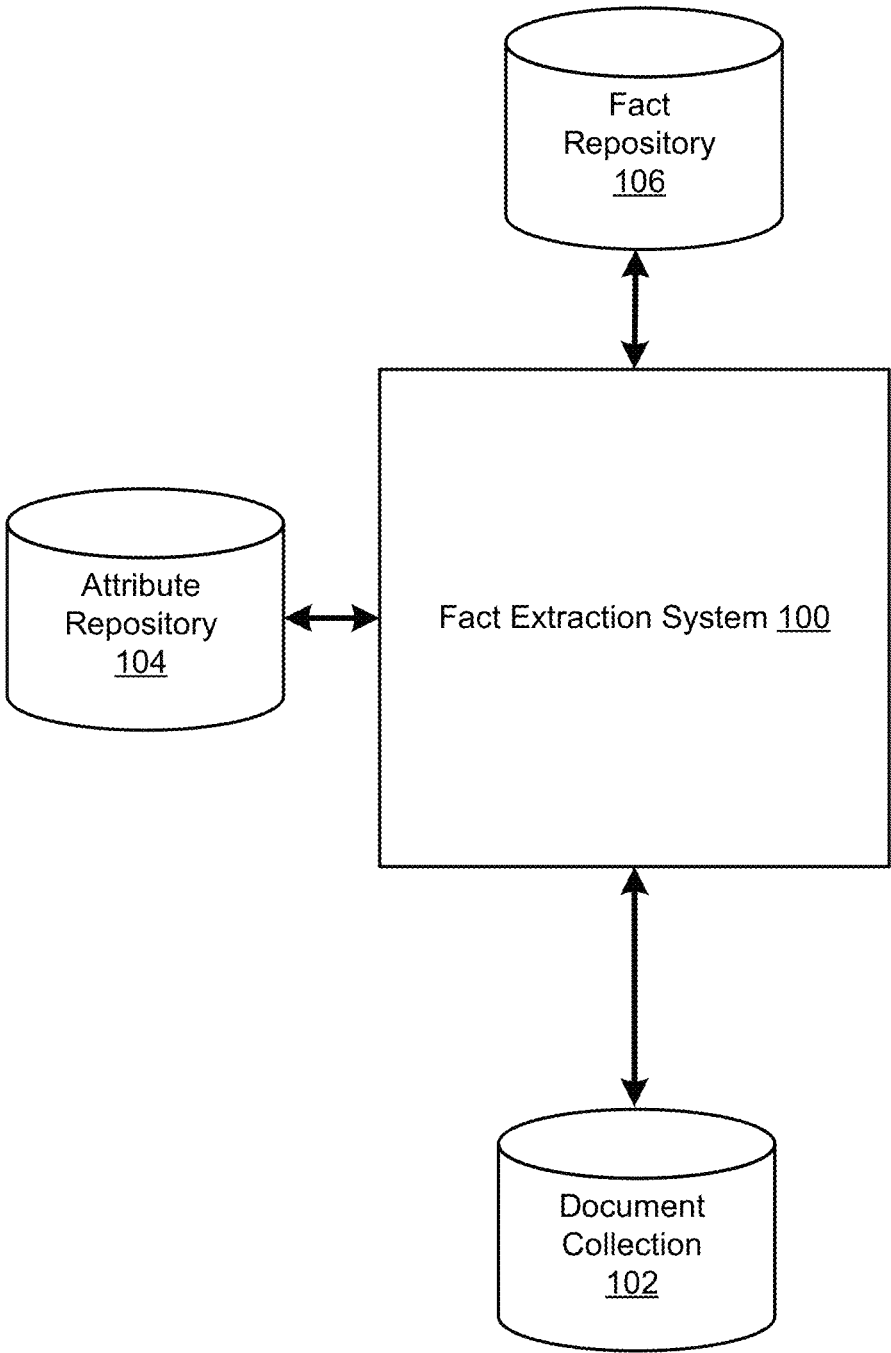 Fact
Repository
106
Attribute
Repository
104
Fact Extraction System 100
Document
Collection
102